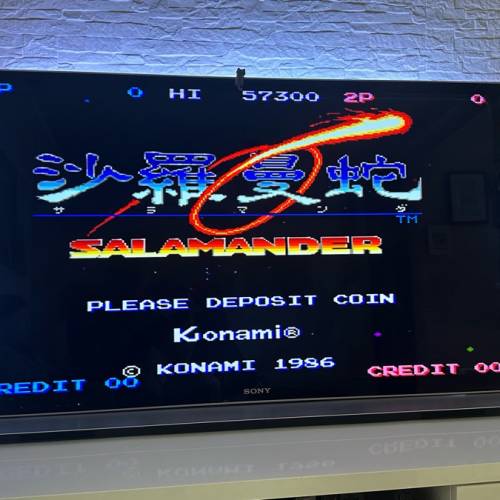 P 0 HI 57300 2P 0
沙羅曼蛇
サラマンダ
TM
SALAMANDER
PLEASE DEPOSIT COIN
Konami®
© KONAMI 1986
REDIT 00 CREDIT 00
SONY